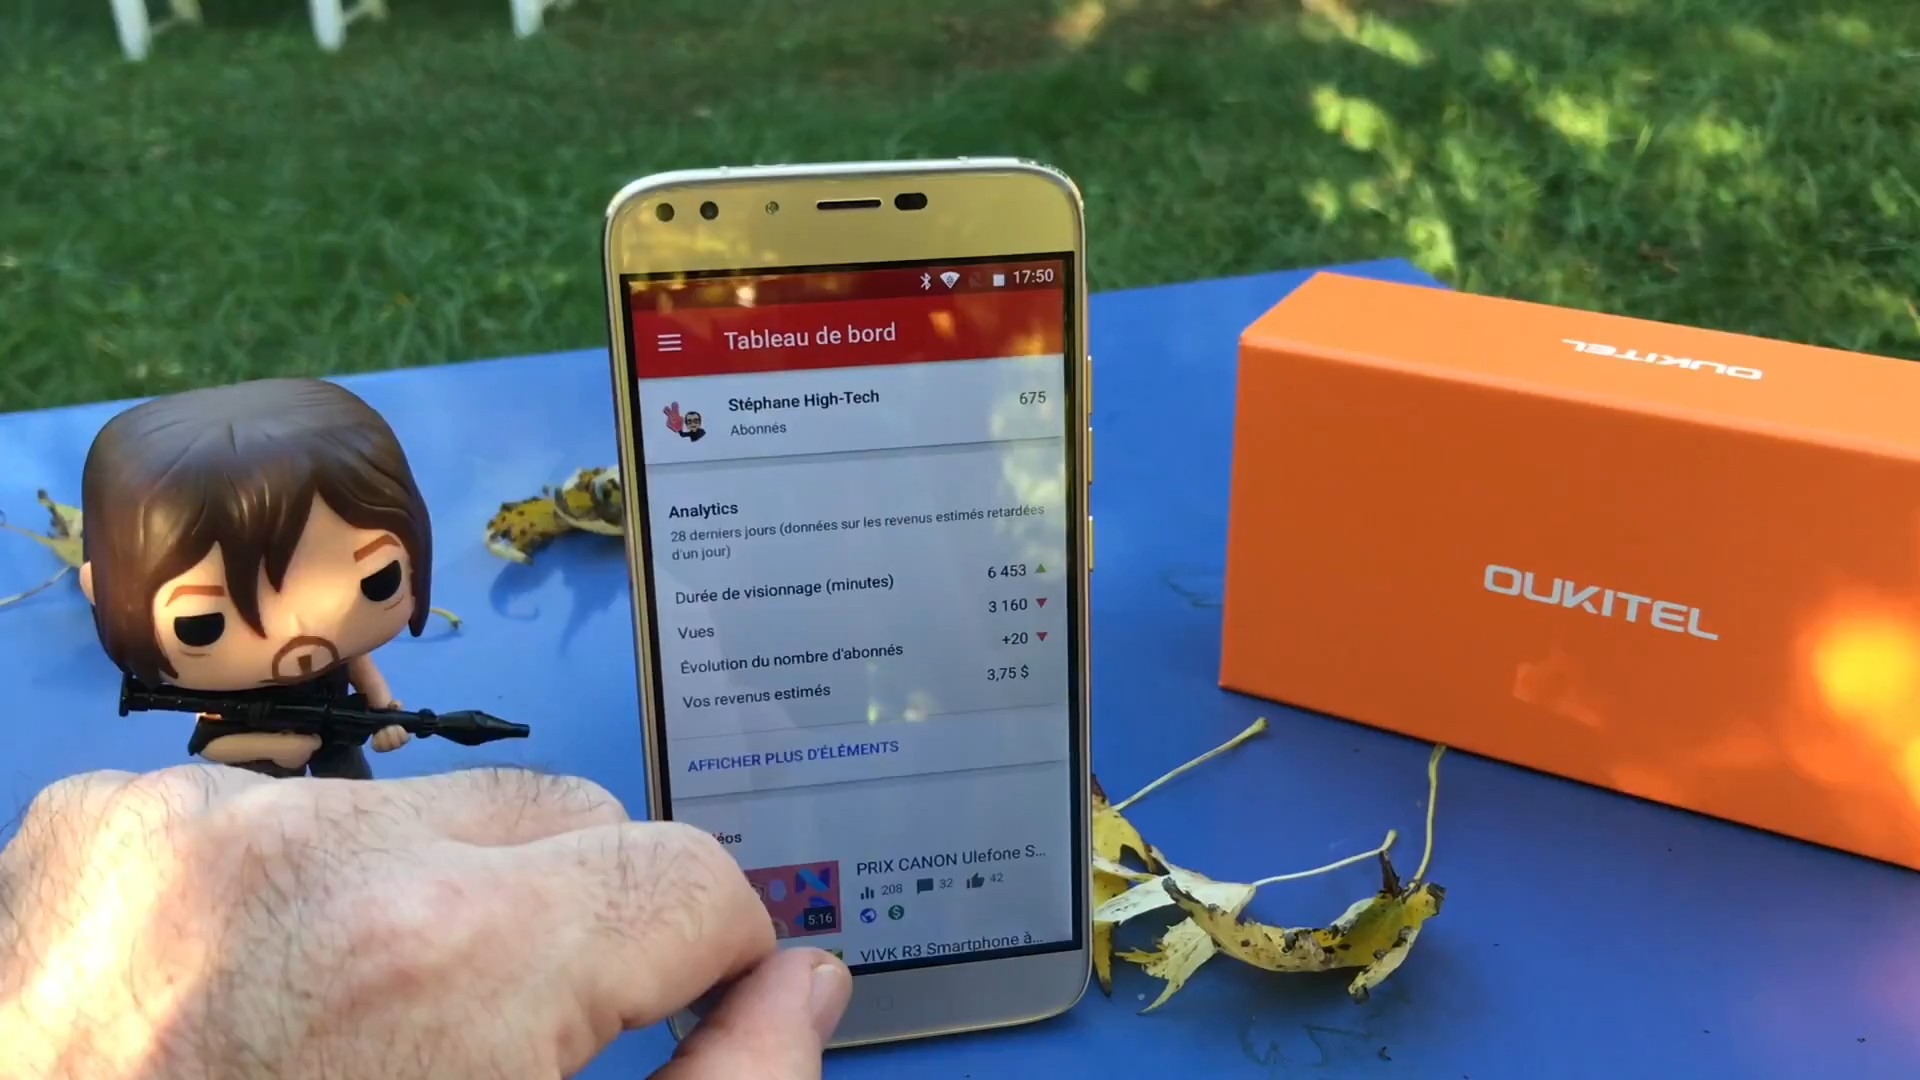 17:50
Tableau de bord
Stéphane High-Tech 675
Abonnés
Analytics
28 derniers jours (données sur les revenus estimés retardées
d'un jour)
Durée de visionnage (minutes) 6 453
Vues 3 160
Évolution du nombre d'abonnés +20
Vos revenus estimés 3,75 $
AFFICHER PLUS D'ÉLÉMENTS
PRIX CANON Ulefone S...
208 32 42
5:16
VIVK R3 Smartphone à...
OUKITEL
OUKITEL